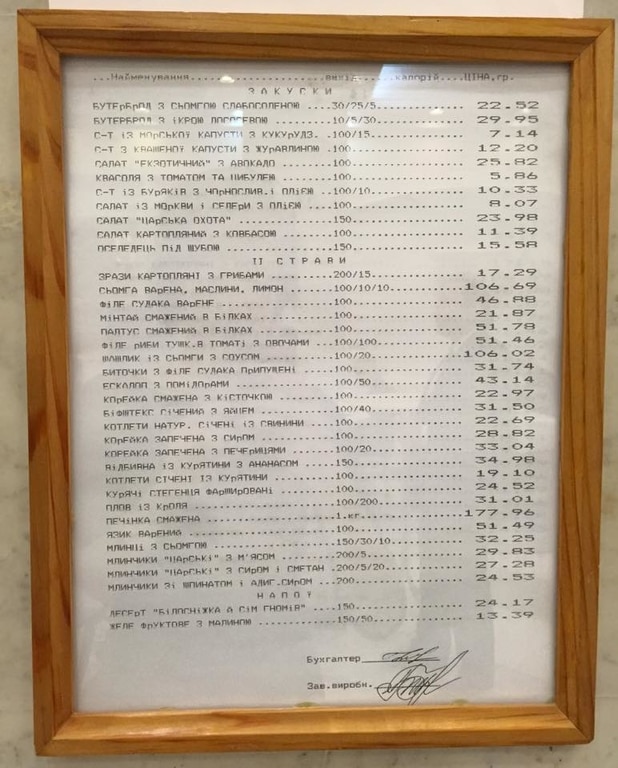 ...Найменування...................вихід......калорій....ЦІНА,гр.
З А К У С К И
БУТЕРБРОД З СЬОМГОЮ СЛАБОСОЛЕНОЮ ....30/75/5................ 22.52
БУТЕРБРОД З ІКРОЮ ЛОСОСЕВОЮ .........10/5/30................ 29.95
С-Т ІЗ МОРСЬКОЇ КАПУСТИ З КУКУРУДЗ. .100/15................. 7.14
С-Т З КВАШЕНОЇ КАПУСТИ З ЖУРАВЛИНОЮ .100.................... 12.20
САЛАТ "ЕКЗОТИЧНИЙ" З АВОКАДО ........100.................... 25.82
КВАСОЛЯ З ТОМАТОМ ТА ЦИБУЛЕЮ ........100.................... 5.86
С-Т ІЗ БУРЯКІВ З ЧОРНОСЛИВ.І ОЛІЄЮ ..100/10................. 10.33
САЛАТ ІЗ МОРКВИ І СЕЛЕРИ З ОЛІЄЮ ....100.................... 8.07
САЛАТ "ЦАРСЬКА ОХОТА" ...............150.................... 23.98
САЛАТ КАРТОПЛЯНИЙ З КОВБАСОЮ ........100.................... 11.39
ОСЕЛЕДЕЦЬ ПІД ШУБОЮ .................150.................... 15.58
ІІ С Т Р А В И
ЗРАЗИ КАРТОПЛЯНІ З ГРИБАМИ ..........200/15................. 17.29
СЬОМГА ВАРЕНА, МАСЛИНИ, ЛИМОН .......100/10/10..............106.69
ФІЛЕ СУДАКА ВАРЕНЕ ..................100.................... 46.88
МІНТАЙ СМАЖЕНИЙ В БІЛКАХ ............100.................... 21.87
ПАЛТУС СМАЖЕНИЙ В БІЛКАХ ............100.................... 51.78
ФІЛЕ РИБИ ТУШК.В ТОМАТІ З ОВОЧАМИ ...100/100................ 51.46
ШАШЛИК ІЗ СЬОМГИ З СОУСОМ ...........100/20.................106.02
БИТОЧКИ З ФІЛЕ СУДАКА ПРИПУЩЕНІ .....100.................... 31.74
ЕСКАЛОП З ПОМІДОРАМИ ................100/50................. 43.14
КОРЕЙКА СМАЖЕНА З КІСТОЧКОЮ .........100.................... 22.97
БІФШТЕКС СІЧЕНИЙ З ЯЙЦЕМ ............100/40................. 31.50
КОТЛЕТИ НАТУР. СІЧЕНІ ІЗ СВИНИНИ ....100.................... 22.69
КОРЕЙКА ЗАПЕЧЕНА З СИРОМ ............100.................... 28.82
КОРЕЙКА ЗАПЕЧЕНА З ПЕЧЕРИЦЯМИ .......100/20................. 33.04
ВІДБИВНА ІЗ КУРЯТИНИ З АНАНАСОМ .....150.................... 34.98
КОТЛЕТИ СІЧЕНІ ІЗ КУРЯТИНИ ..........100.................... 19.10
КУРЯЧІ СТЕГЕНЦЯ ФАРШИРОВАНІ .........100.................... 24.52
ПЛОВ ІЗ КРОЛЯ .......................100/200................ 31.01
ПЕЧІНКА СМАЖЕНА .....................1.кг...................177.96
ЯЗИК ВАРЕНИЙ ........................100.................... 51.49
МЛИНЦІ З СЬОМГОЮ ....................150/30/10.............. 32.25
МЛИНЧИКИ "ЦАРСЬКІ" З М'ЯСОМ .........200/5.................. 29.83
МЛИНЧИКИ "ЦАРСЬКІ" З СИРОМ І СМЕТАН .200/5/20............... 27.28
МЛИНЧИКИ ЗІ ШПИНАТОМ І АДИГ.СИРОМ ...200.................... 24.53
Н А П О Ї
ДЕСЕРТ "БІЛОСНІЖКА А СІМ ГНОМІВ" ....150.................... 24.17
ЖЕЛЕ ФРУКТОВЕ З МАЛИНОЮ .............150/50................. 13.39
Бухгалтер
Зав.виробн.